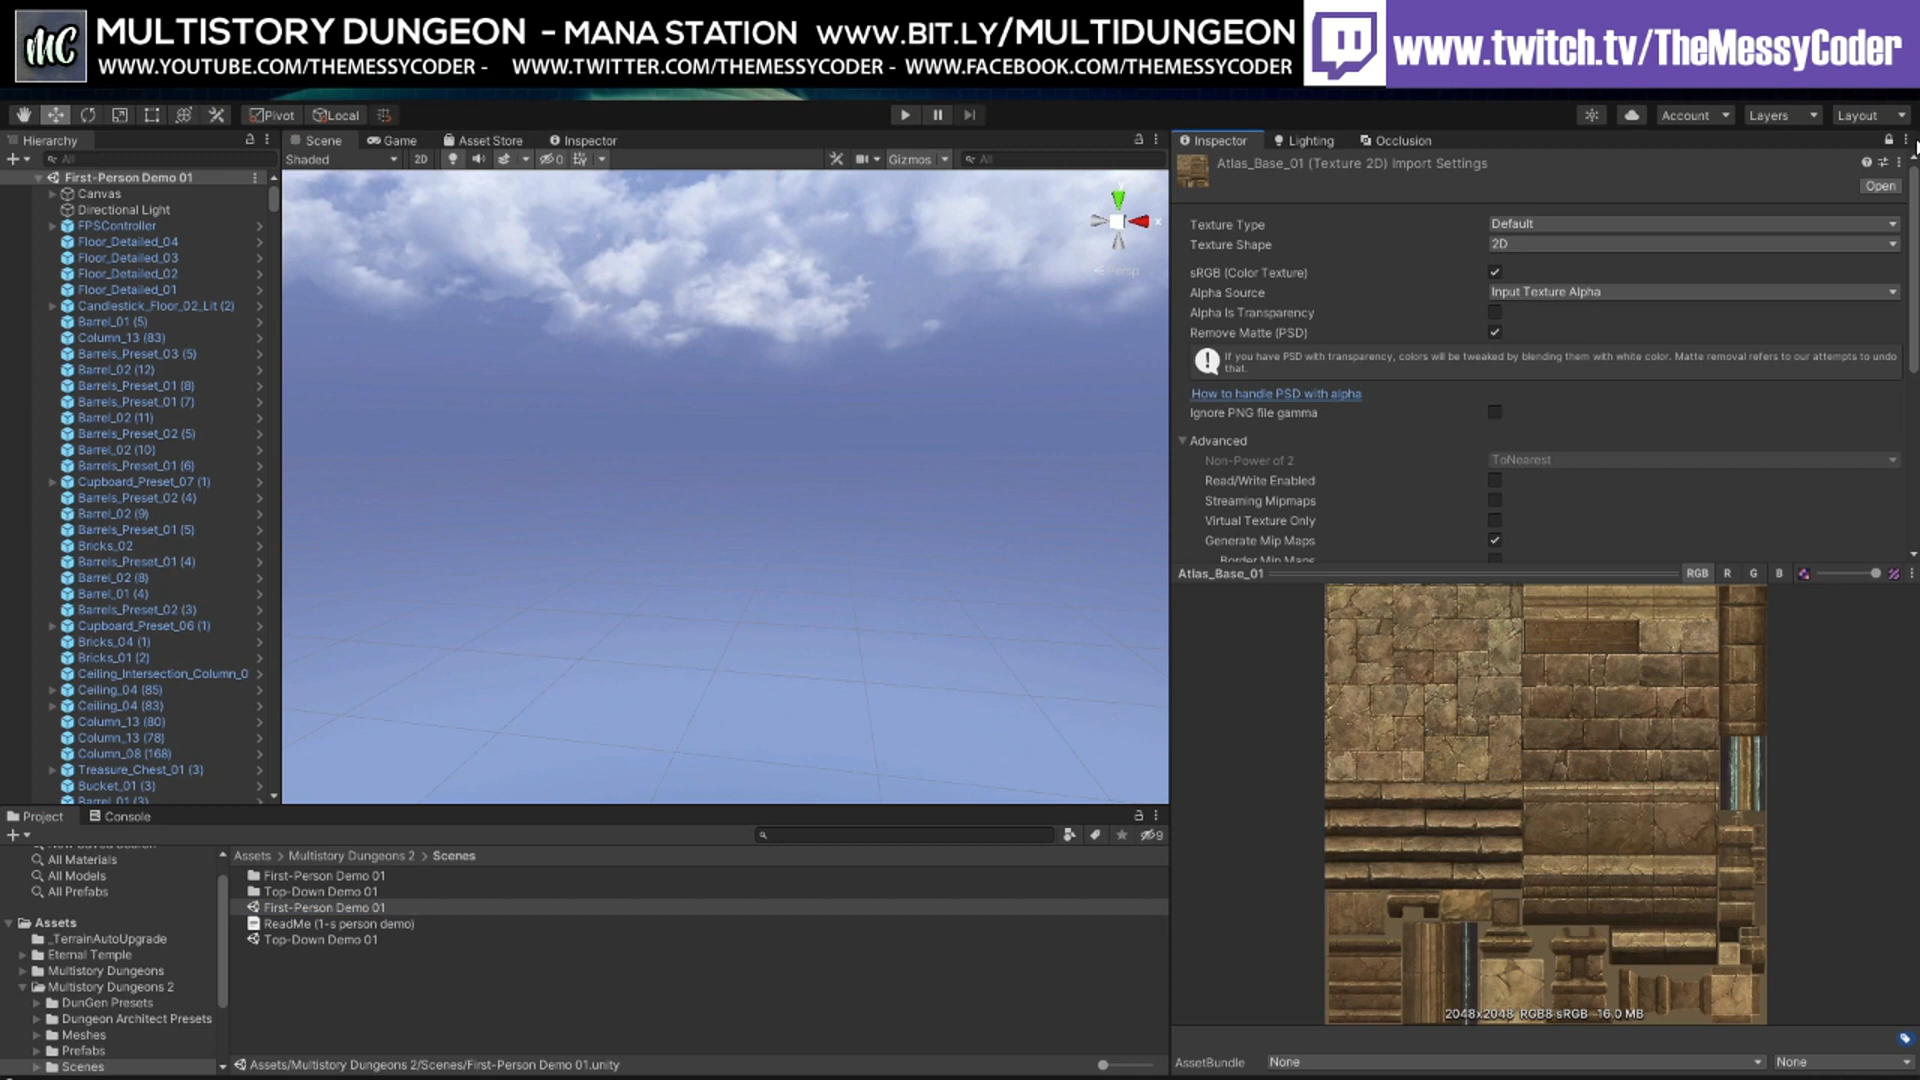 MC
MULTISTORY DUNGEON - MANA STATION WWW.BIT.LY/MULTIDUNGEON
WWW.YOUTUBE.COM/THEMESSYCODER - WWW.TWITTER.COM/THEMESSYCODER - WWW.FACEBOOK.COM/THEMESSYCODER
www.twitch.tv/TheMessyCoder
Pivot Local Account Layers Layout
Hierarchy
All
First-Person Demo 01
Canvas
Directional Light
FPSController
Floor_Detailed_04
Floor_Detailed_03
Floor_Detailed_02
Floor_Detailed_01
Candlestick_Floor_02_Lit (2)
Barrel_01 (5)
Column_13 (83)
Barrels_Preset_03 (5)
Barrel_02 (12)
Barrels_Preset_01 (8)
Barrels_Preset_01 (7)
Barrel_02 (11)
Barrels_Preset_02 (5)
Barrel_02 (10)
Barrels_Preset_01 (6)
Cupboard_Preset_07 (1)
Barrels_Preset_02 (4)
Barrel_02 (9)
Barrels_Preset_01 (5)
Bricks_02
Barrels_Preset_01 (4)
Barrel_02 (8)
Barrel_01 (4)
Barrels_Preset_02 (3)
Cupboard_Preset_06 (1)
Bricks_04 (1)
Bricks_01 (2)
Ceiling_Intersection_Column_0
Ceiling_04 (85)
Ceiling_04 (83)
Column_13 (80)
Column_13 (78)
Column_08 (168)
Treasure_Chest_01 (3)
Bucket_01 (3)
Barrel_01 (3)
Scene Game Asset Store Inspector
Shaded 2D 0 Gizmos All
x
Persp
Inspector Lighting Occlusion
Atlas_Base_01 (Texture 2D) Import Settings
Open
Texture Type Default
Texture Shape 2D
sRGB (Color Texture)
Alpha Source Input Texture Alpha
Alpha Is Transparency
Remove Matte (PSD)
If you have PSD with transparency, colors will be tweaked by blending them with white color. Matte removal refers to our attempts to undo
that.
How to handle PSD with alpha
Ignore PNG file gamma
Advanced
Non-Power of 2 ToNearest
Read/Write Enabled
Streaming Mipmaps
Virtual Texture Only
Generate Mip Maps
Border Mip Maps
Atlas_Base_01 RGB R G B
2048x2048 RGB8 sRGB 16.0 MB
AssetBundle None None
Project Console
9
All Materials
All Models
All Prefabs
Assets
_TerrainAutoUpgrade
Eternal Temple
Multistory Dungeons
Multistory Dungeons 2
DunGen Presets
Dungeon Architect Presets
Meshes
Prefabs
Scenes
Assets > Multistory Dungeons 2 > Scenes
First-Person Demo 01
Top-Down Demo 01
First-Person Demo 01
ReadMe (1-s person demo)
Top-Down Demo 01
Assets/Multistory Dungeons 2/Scenes/First-Person Demo 01.unity